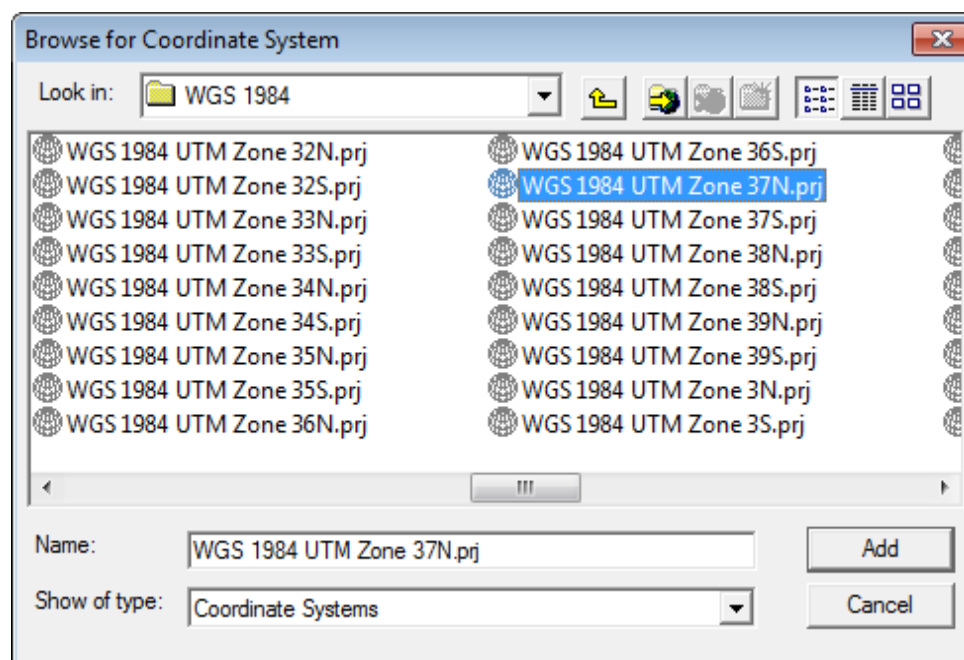 Browse for Coordinate System
Look in: WGS 1984
WGS 1984 UTM Zone 32N.prj
WGS 1984 UTM Zone 32S.prj
WGS 1984 UTM Zone 33N.prj
WGS 1984 UTM Zone 33S.prj
WGS 1984 UTM Zone 34N.prj
WGS 1984 UTM Zone 34S.prj
WGS 1984 UTM Zone 35N.prj
WGS 1984 UTM Zone 35S.prj
WGS 1984 UTM Zone 36N.prj
WGS 1984 UTM Zone 36S.prj
WGS 1984 UTM Zone 37N.prj
WGS 1984 UTM Zone 37S.prj
WGS 1984 UTM Zone 38N.prj
WGS 1984 UTM Zone 38S.prj
WGS 1984 UTM Zone 39N.prj
WGS 1984 UTM Zone 39S.prj
WGS 1984 UTM Zone 3N.prj
WGS 1984 UTM Zone 3S.prj
Name: WGS 1984 UTM Zone 37N.prj Add
Show of type: Coordinate Systems Cancel